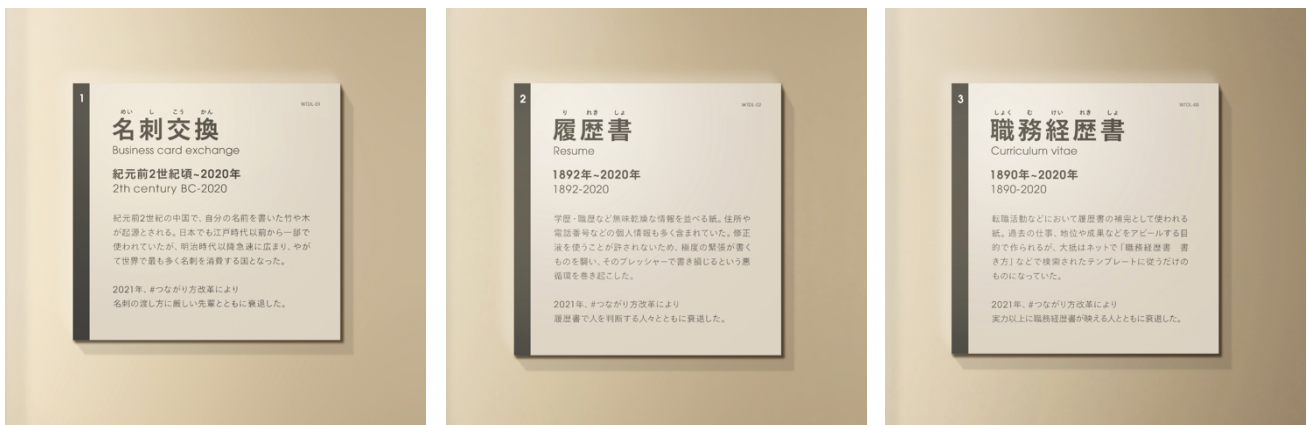 1
WTDL-01
めい し こう かん
名刺交換
Business card exchange
紀元前2世紀頃~2020年
2th century BC-2020
紀元前2世紀の中国で、自分の名前を書いた竹や木
が起源とされる。日本でも江戸時代以前から一部で
使われていたが、明治時代以降急速に広まり、やが
て世界で最も多く名刺を消費する国となった。
2021年、#つながり方改革により
名刺の渡し方に厳しい先輩とともに衰退した。
2
WTDL-02
り れき しょ
履歴書
Resume
1892年~2020年
1892-2020
学歴・職歴など無味乾燥な情報を並べる紙。住所や
電話番号などの個人情報も多く含まれていた。修正
液を使うことが許されないため、極度の緊張が書く
ものを襲い、そのプレッシャーで書き損じるという悪
循環を巻き起こした。
2021年、#つながり方改革により
履歴書で人を判断する人々とともに衰退した。
3
WTDL-03
しょく む けい れき しょ
職務経歴書
Curriculum vitae
1890年~2020年
1890-2020
転職活動などにおいて履歴書の補完として使われる
紙。過去の仕事、地位や成果などをアピールする目
的で作られるが、大抵はネットで「職務経歴書 書
き方」などで検索されたテンプレートに従うだけの
ものになっていた。
2021年、#つながり方改革により
実力以上に職務経歴書が映える人とともに衰退した。